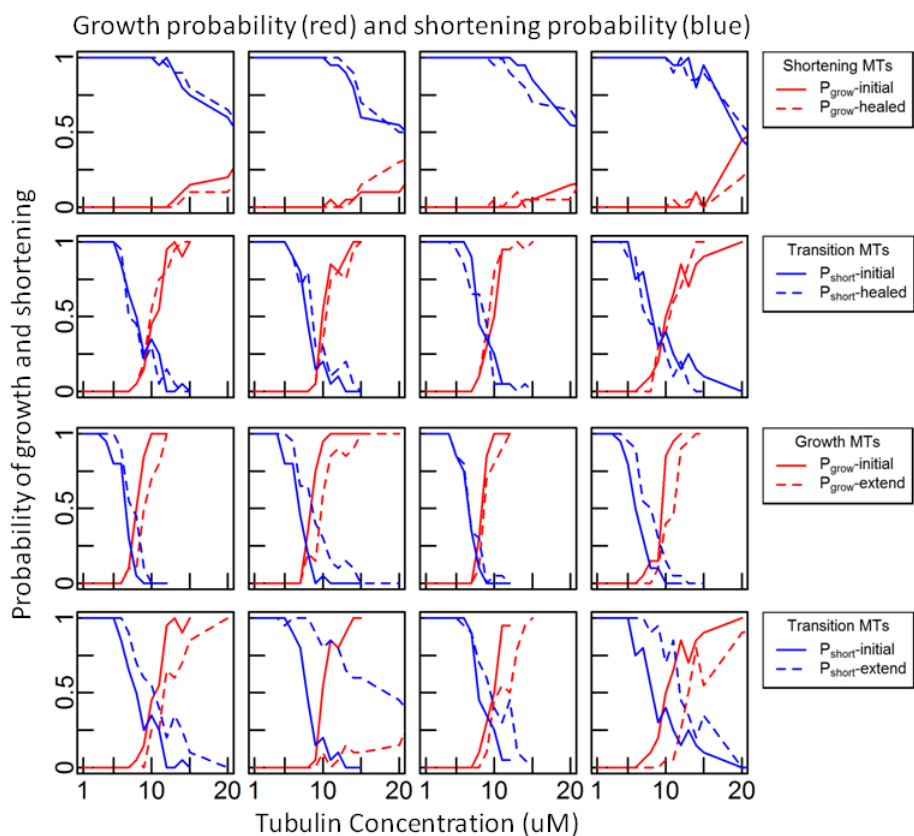 Growth probability (red) and shortening probability (blue)
Probability of growth and shortening
1
0.5
0
Shortening MTs
Pgrow-initial
Pgrow-healed
1
0.5
0
Transition MTs
Pshort-initial
Pshort-healed
1
0.5
0
Growth MTs
Pgrow-initial
Pgrow-extend
1
0.5
0
Transition MTs
Pshort-initial
Pshort-extend
1 10 20 1 10 20 1 10 20 1 10 20
Tubulin Concentration (uM)